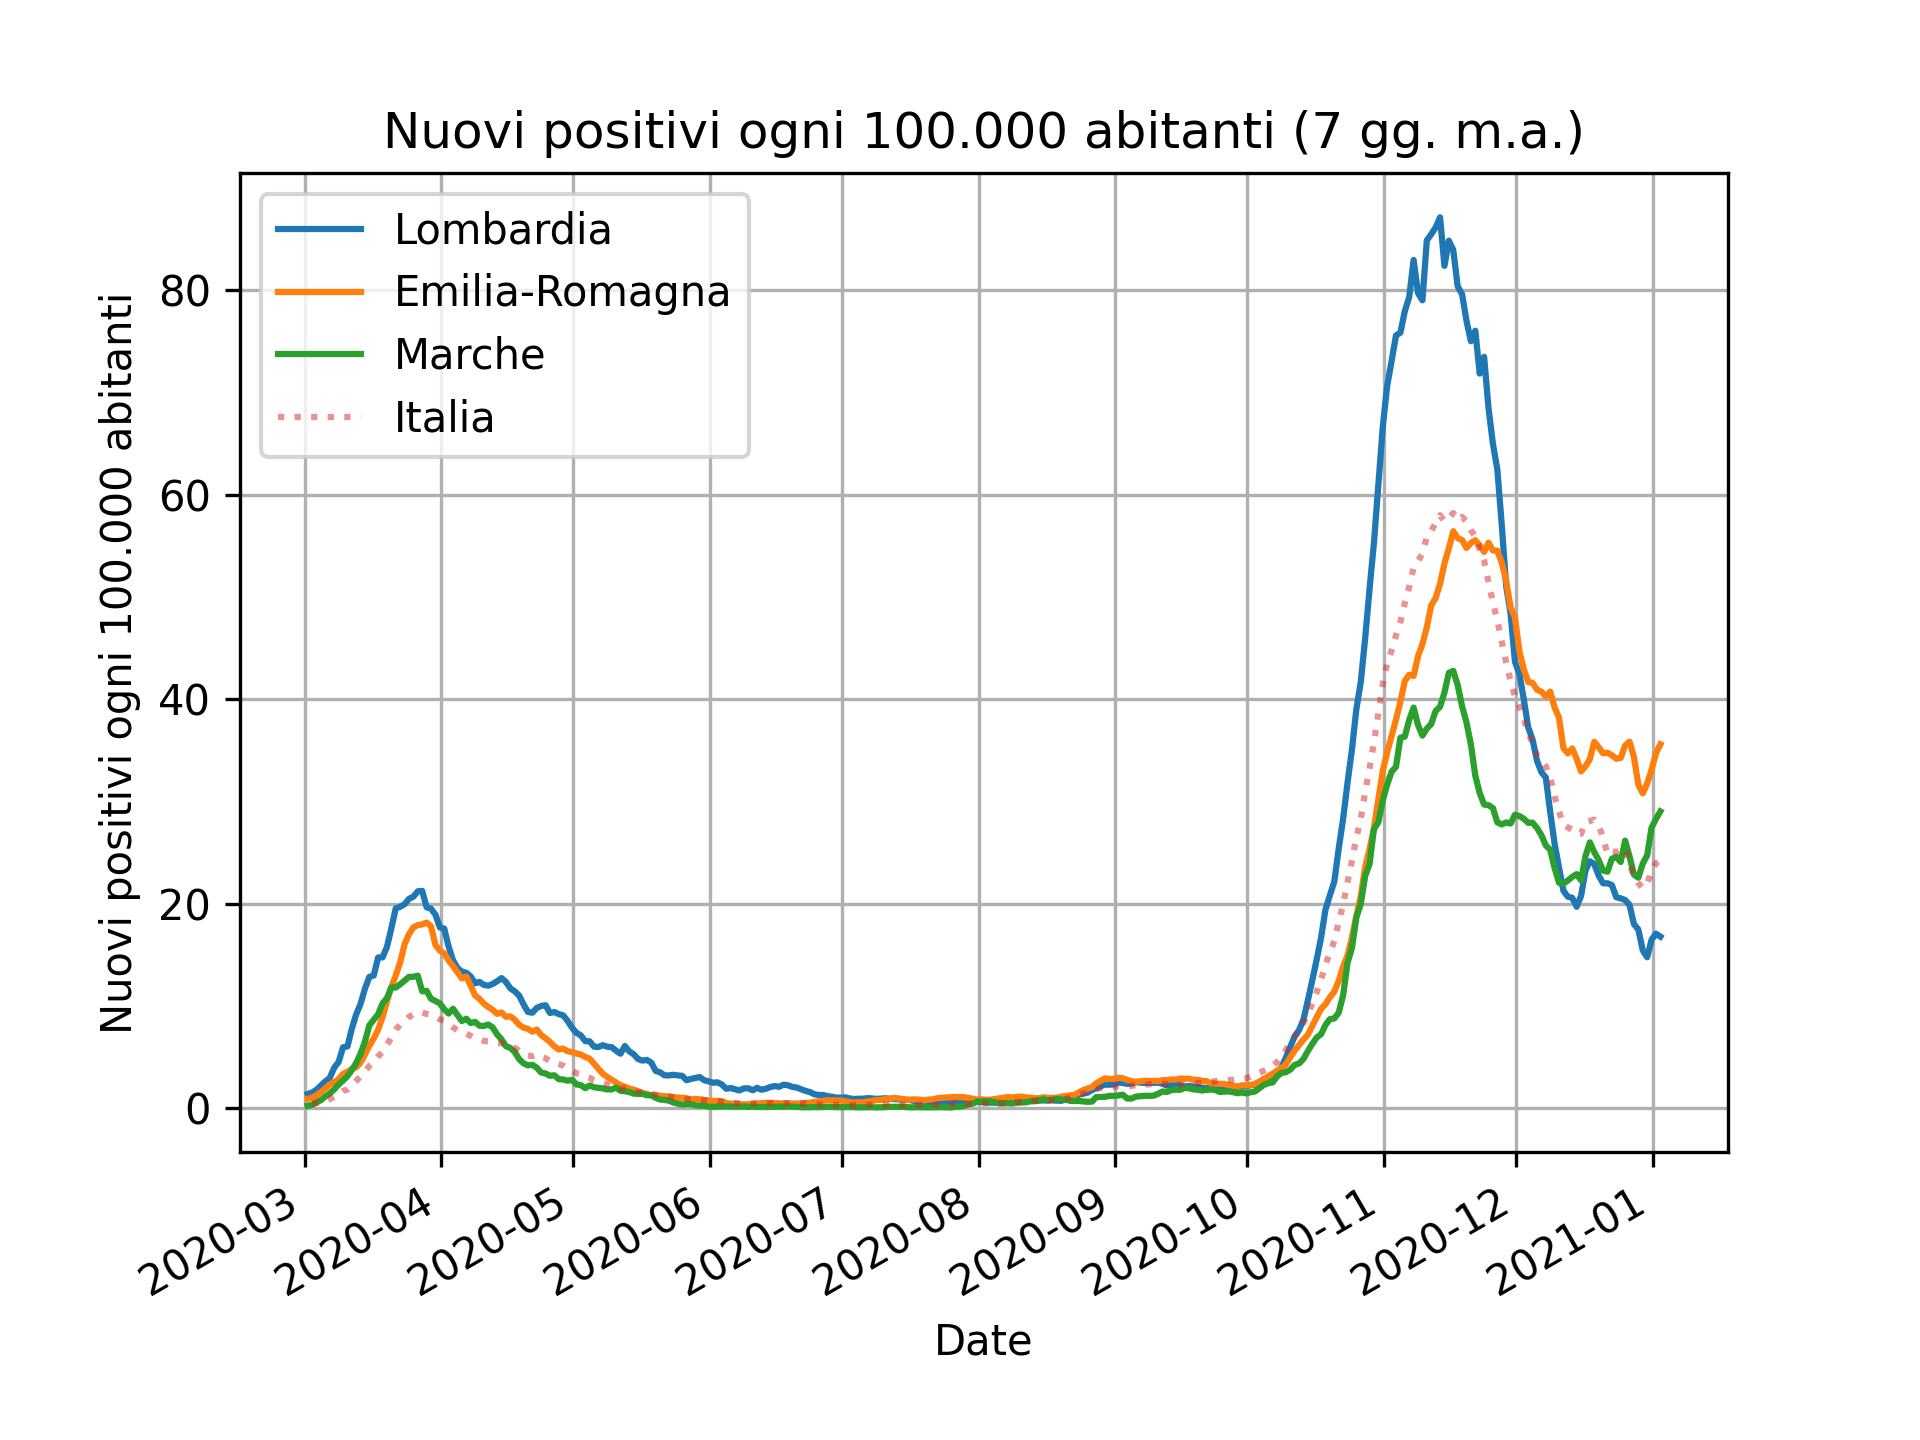 Nuovi positivi ogni 100.000 abitanti (7 gg. m.a.)
Lombardia
Emilia-Romagna
Marche
Italia
Nuovi positivi ogni 100.000 abitanti
80
60
40
20
0
2020-03
2020-04
2020-05
2020-06
2020-07
2020-08
2020-09
2020-10
2020-11
2020-12
2021-01
Date